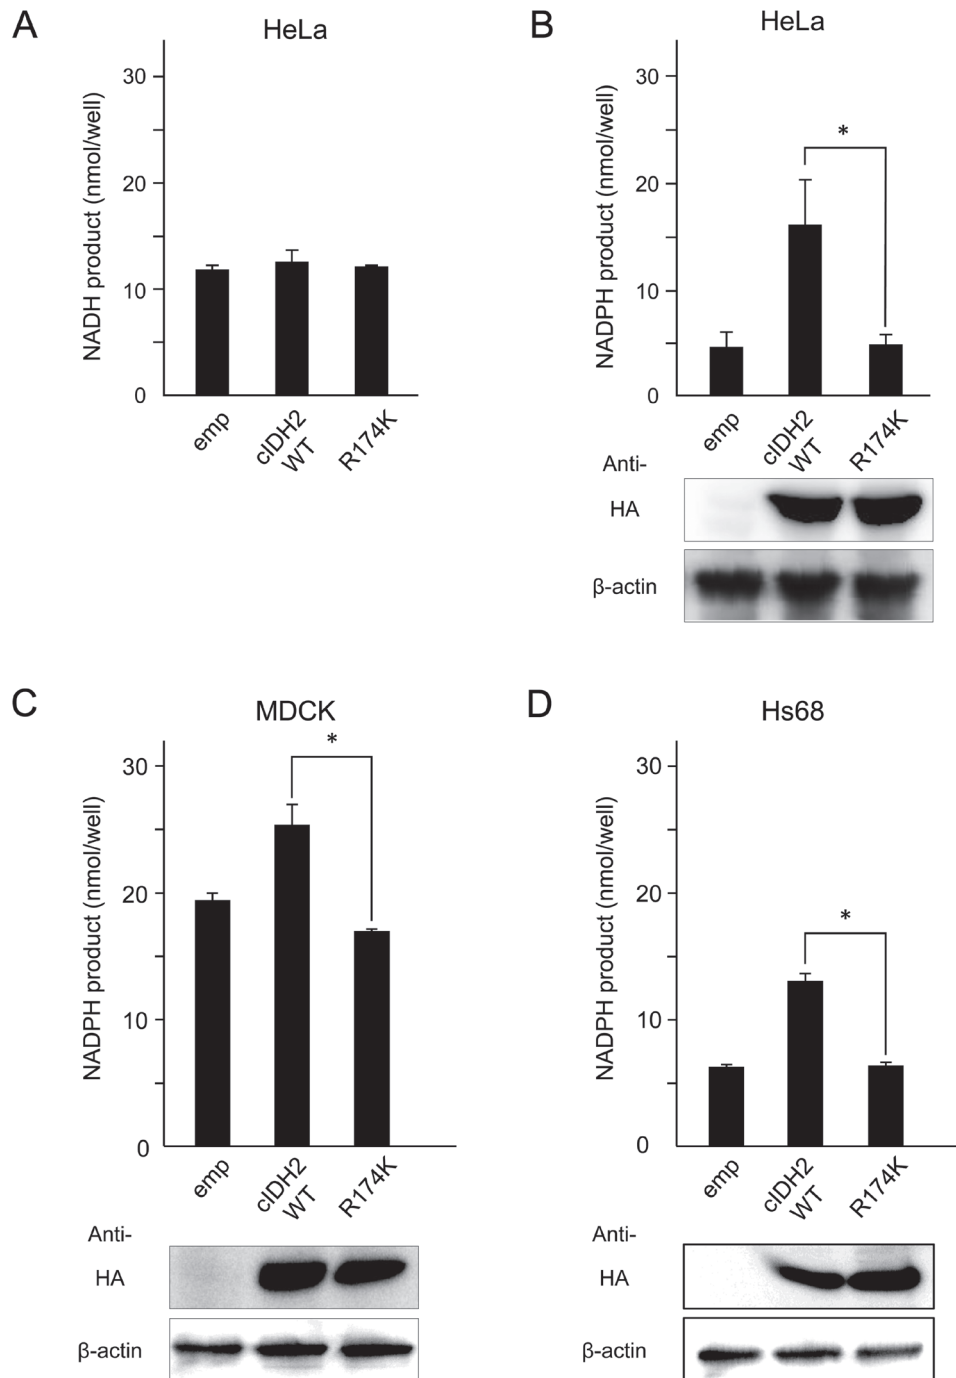 A
HeLa
NADH product (nmol/well)
30
20
10
0
emp
cIDH2
WT
R174K
B
HeLa
NADPH product (nmol/well)
30
20
10
0
*
emp
cIDH2
WT
R174K
Anti-
HA
β-actin
C
MDCK
NADPH product (nmol/well)
30
20
10
0
*
emp
cIDH2
WT
R174K
Anti-
HA
β-actin
D
Hs68
NADPH product (nmol/well)
30
20
10
0
*
emp
cIDH2
WT
R174K
Anti-
HA
β-actin